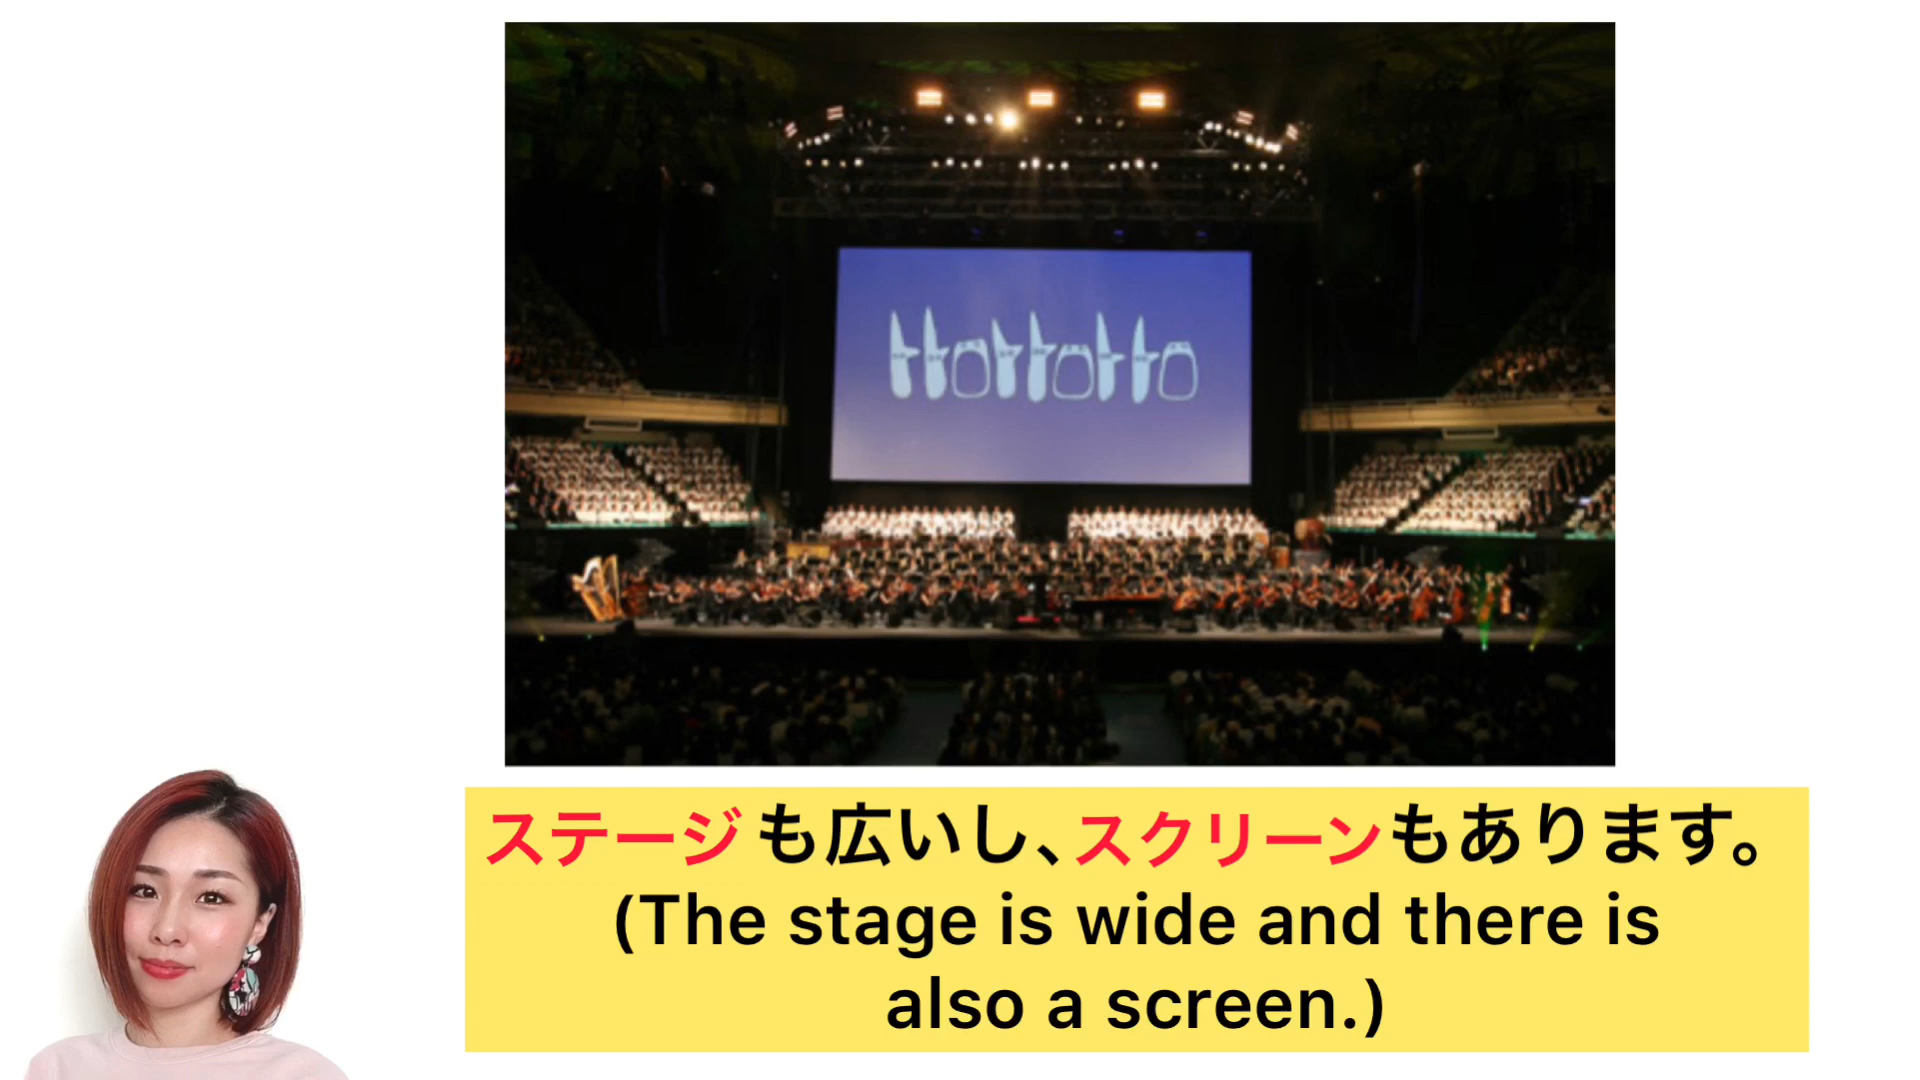 ステージも広いし、スクリーンもあります。
(The stage is wide and there is
also a screen.)